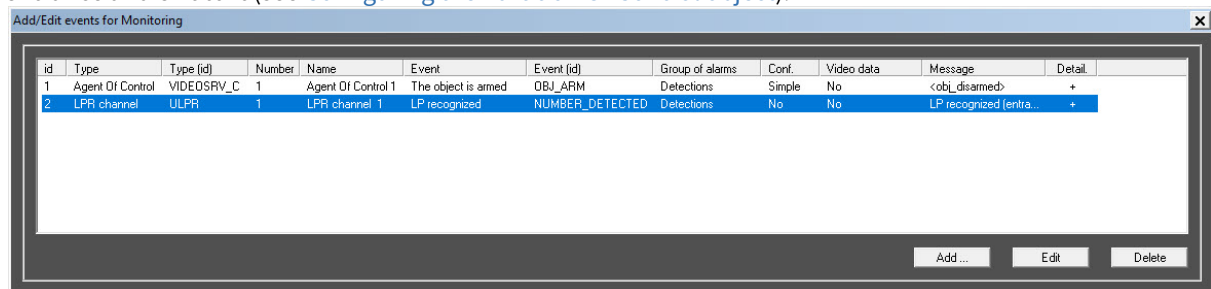 Add/Edit events for Monitoring
id Type Type (id) Number Name Event Event (id) Group of alarms Conf. Video data Message Detail.
1 Agent Of Control VIDEOSRV_C 1 Agent Of Control 1 The object is armed OBJ_ARM Detections Simple No <obj_disarmed> +
2 LPR channel ULPR 1 LPR channel 1 LP recognized NUMBER_DETECTED Detections No No LP recognized (entra... +
Add ... Edit Delete